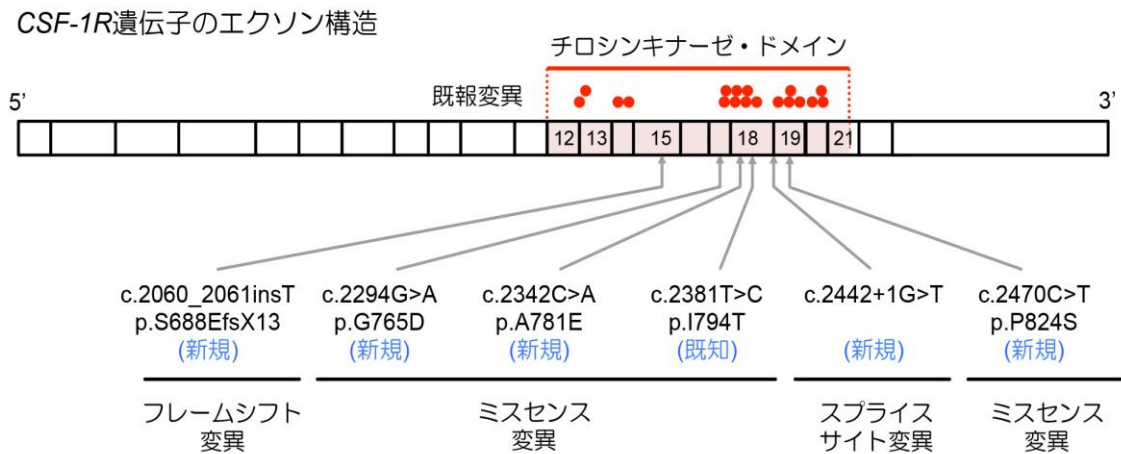 CSF-1R遺伝子のエクソン構造
チロシンキナーゼ・ドメイン
既報変異
5’
3’
12 13 15 18 19 21
c.2060_2061insT
p.S688EfsX13
(新規)
c.2294G>A
p.G765D
(新規)
c.2342C>A
p.A781E
(新規)
c.2381T>C
p.I794T
(既知)
c.2442+1G>T
(新規)
c.2470C>T
p.P824S
(新規)
フレームシフト
変異
ミスセンス
変異
スプライス
サイト変異
ミスセンス
変異